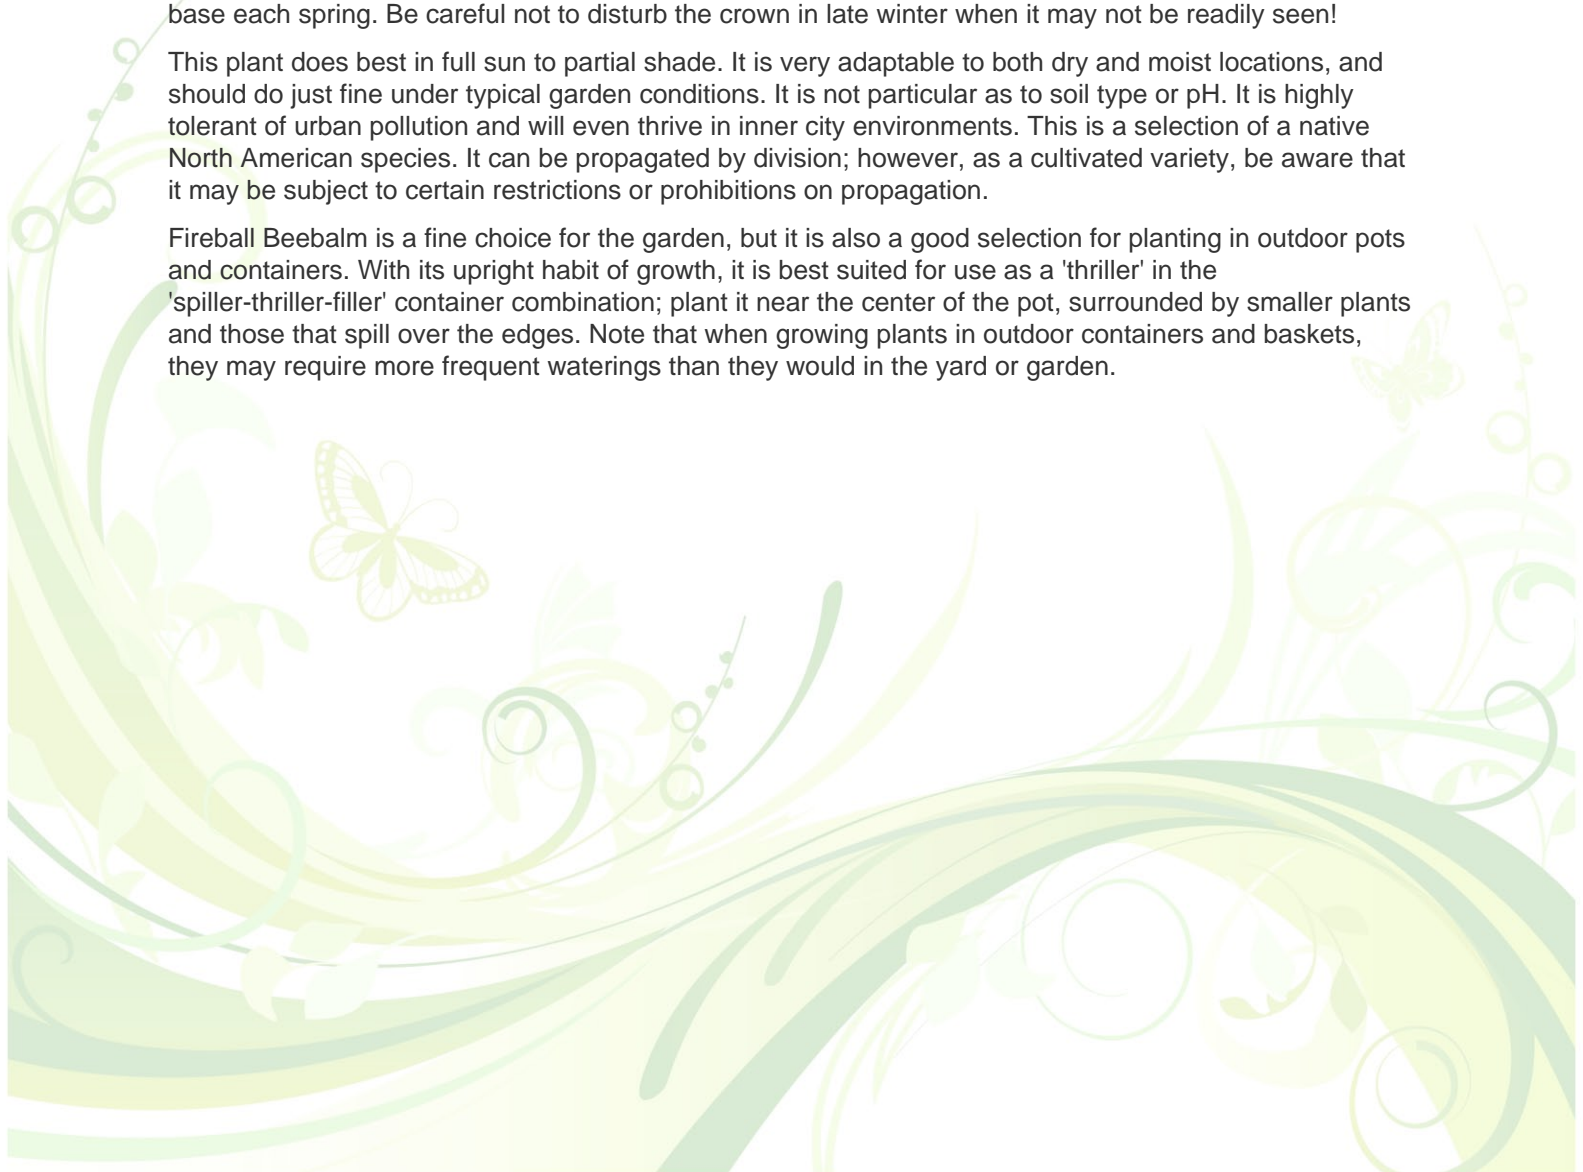 base each spring. Be careful not to disturb the crown in late winter when it may not be readily seen!
This plant does best in full sun to partial shade. It is very adaptable to both dry and moist locations, and
should do just fine under typical garden conditions. It is not particular as to soil type or pH. It is highly
tolerant of urban pollution and will even thrive in inner city environments. This is a selection of a native
North American species. It can be propagated by division; however, as a cultivated variety, be aware that
it may be subject to certain restrictions or prohibitions on propagation.
Fireball Beebalm is a fine choice for the garden, but it is also a good selection for planting in outdoor pots
and containers. With its upright habit of growth, it is best suited for use as a 'thriller' in the
'spiller-thriller-filler' container combination; plant it near the center of the pot, surrounded by smaller plants
and those that spill over the edges. Note that when growing plants in outdoor containers and baskets,
they may require more frequent waterings than they would in the yard or garden.